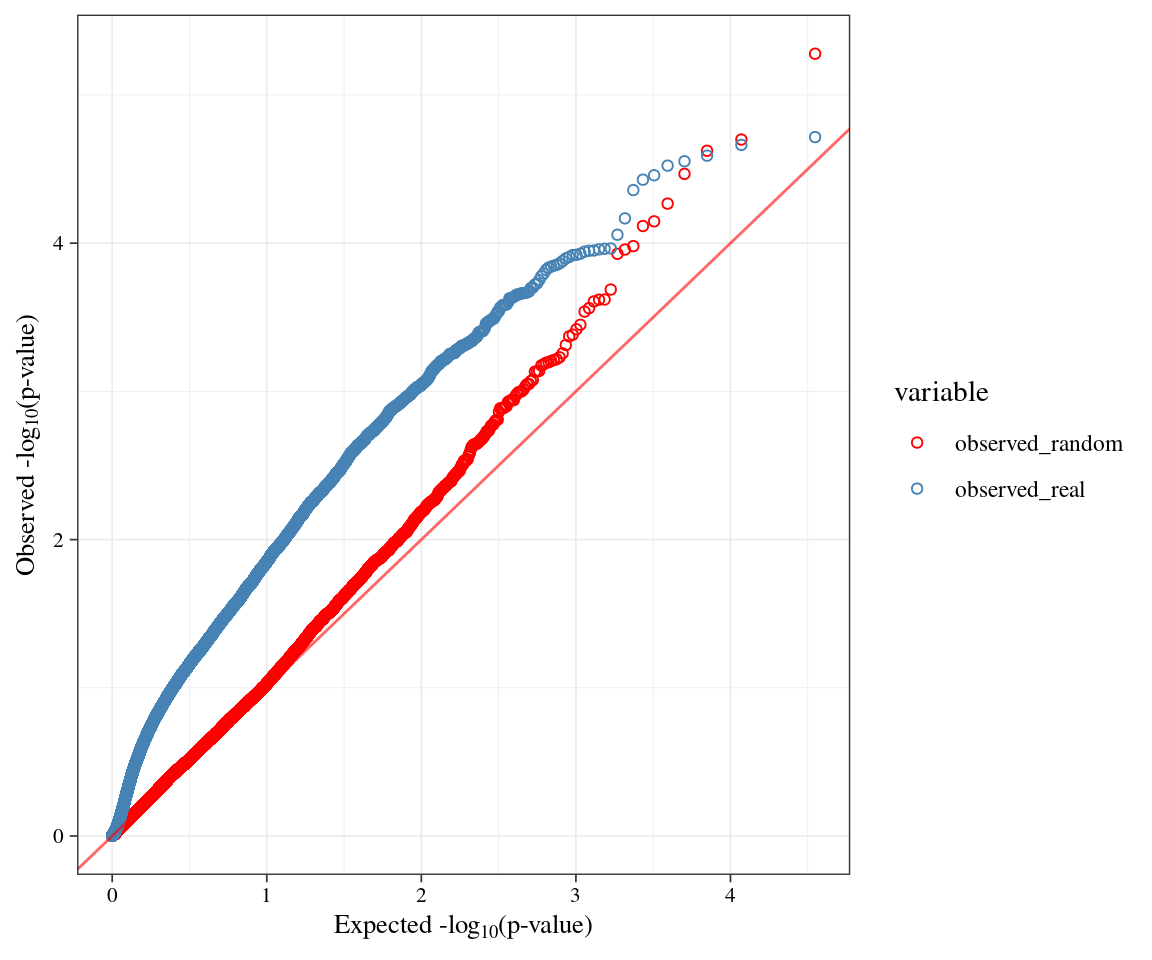 4
2
0
0 1 2 3 4
Expected -log10(p-value)
Observed -log10(p-value)
variable
observed_random
observed_real